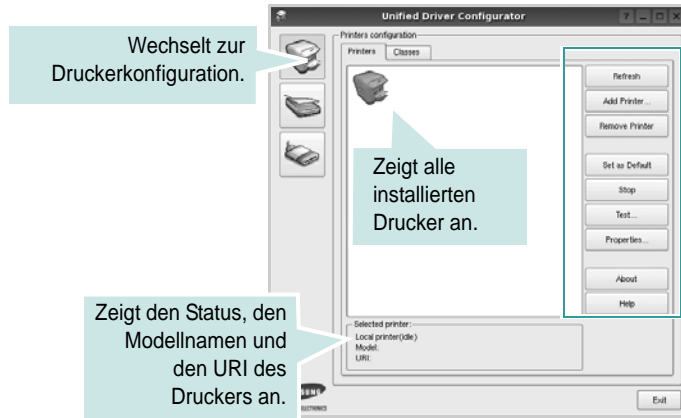 Unified Driver Configurator
Wechselt zur
Druckerkonfiguration.
Printers configuration
Printers
Classes
Refresh
Add Printer...
Remove Printer
Set as Default
Stop
Test...
Properties...
About
Help
Zeigt alle
installierten
Drucker an.
Zeigt den Status, den
Modellnamen und
den URI des
Druckers an.
Selected printer:
Local printer(idle)
Model:
URI:
Exit